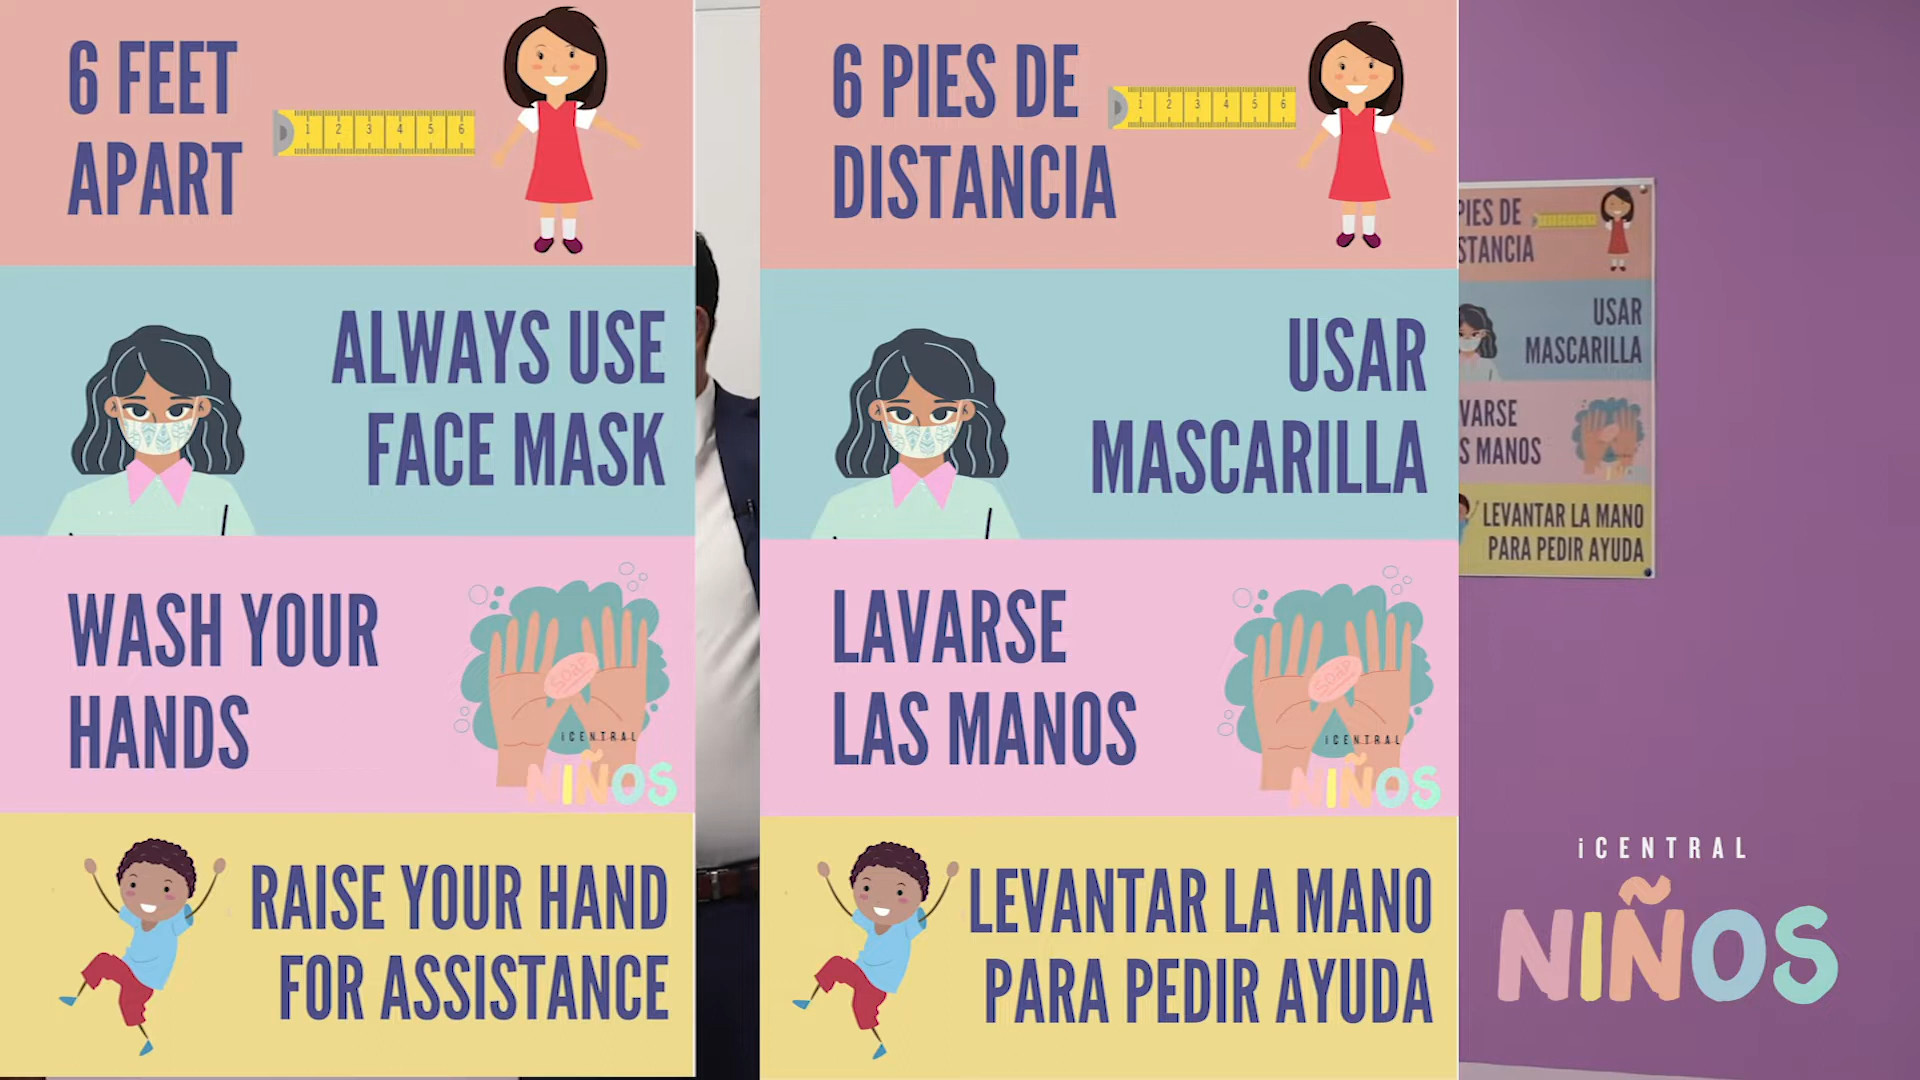 6 FEET
APART
1 2 3 4 5 6
ALWAYS USE
FACE MASK
WASH YOUR
HANDS
SOAP
iCENTRAL
NIÑOS
RAISE YOUR HAND
FOR ASSISTANCE
6 PIES DE
DISTANCIA
1 2 3 4 5 6
USAR
MASCARILLA
LAVARSE
LAS MANOS
SOAP
iCENTRAL
NIÑOS
LEVANTAR LA MANO
PARA PEDIR AYUDA
PIES DE
STANCIA
USAR
MASCARILLA
VARSE
S MANOS
LEVANTAR LA MANO
PARA PEDIR AYUDA
iCENTRAL
NIÑOS